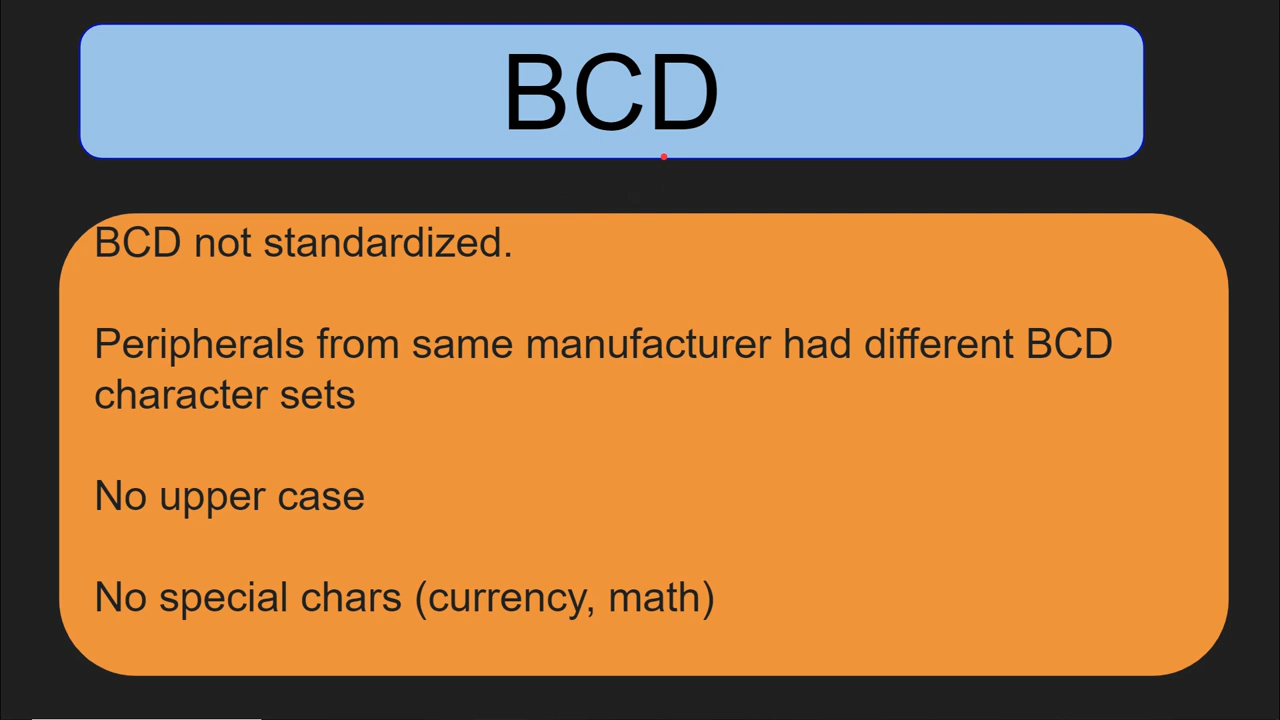 BCD
BCD not standardized.
Peripherals from same manufacturer had different BCD
character sets
No upper case
No special chars (currency, math)